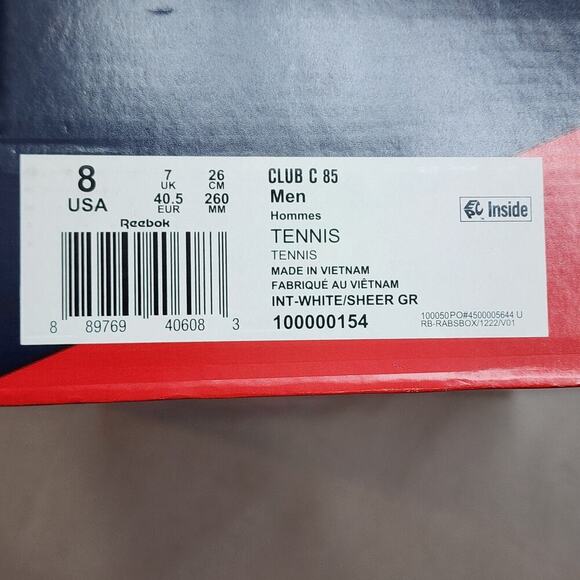 8
USA
7
UK
40.5
EUR
26
CM
260
MM
Reebok
8 89769 40608 3
CLUB C 85
Men
Hommes
TENNIS
TENNIS
MADE IN VIETNAM
FABRIQUÉ AU VIÊTNAM
INT-WHITE/SHEER GR
100000154
Inside
100050PO#4500005644 U
RB-RABSBOX/1222/V01